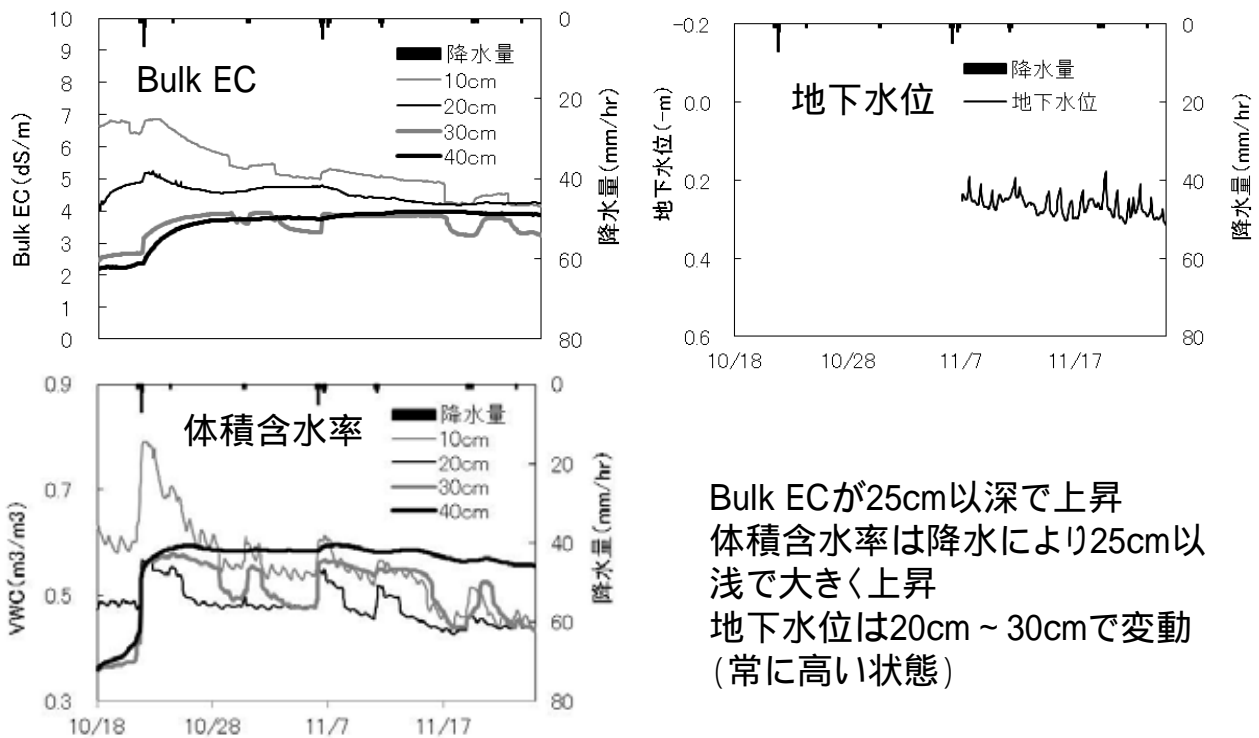 Bulk EC
10
9
8
7
6
5
4
3
2
1
0
Bulk EC(dS/m)
0
20
40
60
80
降水量(mm/hr)
降水量
10cm
20cm
30cm
40cm
地下水位
-0.2
0.0
0.2
0.4
0.6
地下水位(-m)
0
20
40
60
80
降水量(mm/hr)
降水量
地下水位
10/18
10/28
11/7
11/17
体積含水率
0.9
0.7
0.5
0.3
VWC(m3/m3)
0
20
40
60
80
降水量(mm/hr)
降水量
10cm
20cm
30cm
40cm
10/18
10/28
11/7
11/17
Bulk ECが25cm以深で上昇
体積含水率は降水により25cm以
浅で大きく上昇
地下水位は20cm ~ 30cmで変動
(常に高い状態)